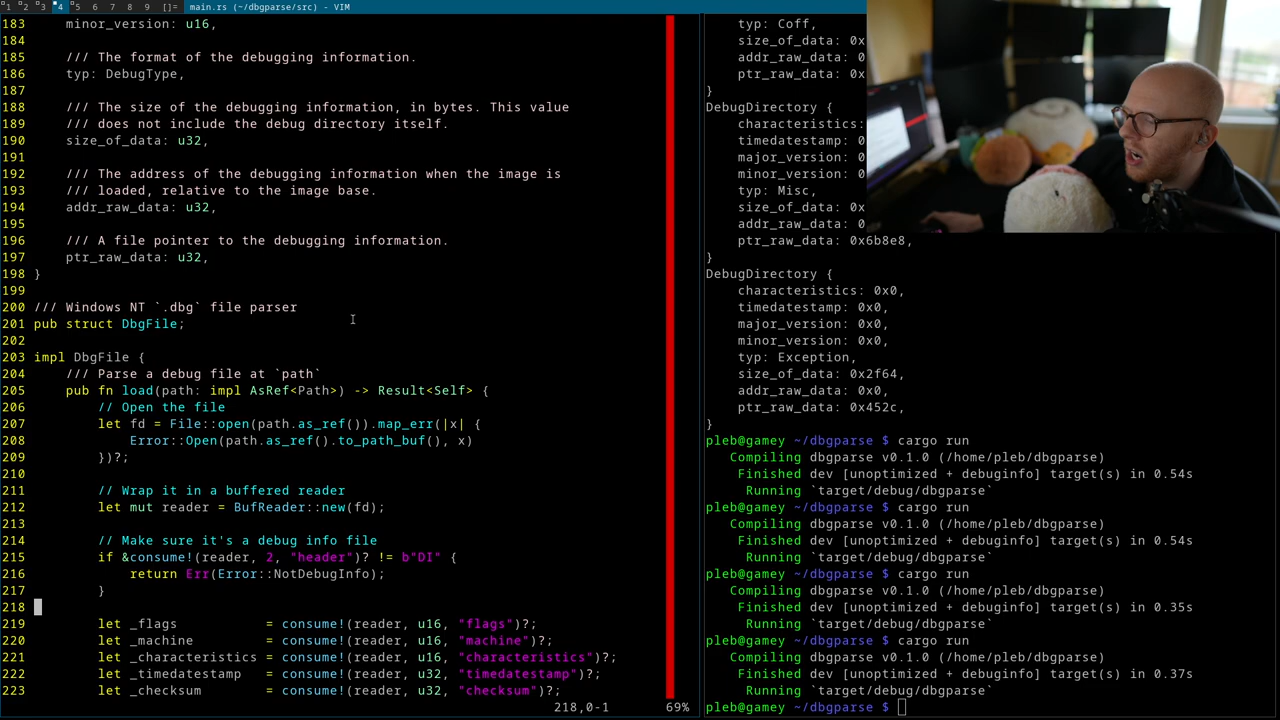 1 2 3 4 5 6 7 8 9 []= main.rs (~/dbgparse/src) - VIM
183 minor_version: u16,
184
185 /// The format of the debugging information.
186 typ: DebugType,
187
188 /// The size of the debugging information, in bytes. This value
189 /// does not include the debug directory itself.
190 size_of_data: u32,
191
192 /// The address of the debugging information when the image is
193 /// loaded, relative to the image base.
194 addr_raw_data: u32,
195
196 /// A file pointer to the debugging information.
197 ptr_raw_data: u32,
198 }
199
200 /// Windows NT `.dbg` file parser
201 pub struct DbgFile;
202
203 impl DbgFile {
204 /// Parse a debug file at `path`
205 pub fn load(path: impl AsRef<Path>) -> Result<Self> {
206 // Open the file
207 let fd = File::open(path.as_ref()).map_err(|x| {
208 Error::Open(path.as_ref().to_path_buf(), x)
209 })?;
210
211 // Wrap it in a buffered reader
212 let mut reader = BufReader::new(fd);
213
214 // Make sure it's a debug info file
215 if &consume!(reader, 2, "header")? != b"DI" {
216 return Err(Error::NotDebugInfo);
217 }
218
219 let _flags = consume!(reader, u16, "flags")?;
220 let _machine = consume!(reader, u16, "machine")?;
221 let _characteristics = consume!(reader, u16, "characteristics")?;
222 let _timedatestamp = consume!(reader, u32, "timedatestamp")?;
223 let _checksum = consume!(reader, u32, "checksum")?;
218,0-1 69%
typ: Coff,
size_of_data: 0x
addr_raw_data: 0
ptr_raw_data: 0x
}
DebugDirectory {
characteristics:
timedatestamp: 0
major_version: 0
minor_version: 0
typ: Misc,
size_of_data: 0x
addr_raw_data: 0
ptr_raw_data: 0x6b8e8,
}
DebugDirectory {
characteristics: 0x0,
timedatestamp: 0x0,
major_version: 0x0,
minor_version: 0x0,
typ: Exception,
size_of_data: 0x2f64,
addr_raw_data: 0x0,
ptr_raw_data: 0x452c,
}
pleb@gamey ~/dbgparse $ cargo run
Compiling dbgparse v0.1.0 (/home/pleb/dbgparse)
Finished dev [unoptimized + debuginfo] target(s) in 0.54s
Running `target/debug/dbgparse`
pleb@gamey ~/dbgparse $ cargo run
Compiling dbgparse v0.1.0 (/home/pleb/dbgparse)
Finished dev [unoptimized + debuginfo] target(s) in 0.54s
Running `target/debug/dbgparse`
pleb@gamey ~/dbgparse $ cargo run
Compiling dbgparse v0.1.0 (/home/pleb/dbgparse)
Finished dev [unoptimized + debuginfo] target(s) in 0.35s
Running `target/debug/dbgparse`
pleb@gamey ~/dbgparse $ cargo run
Compiling dbgparse v0.1.0 (/home/pleb/dbgparse)
Finished dev [unoptimized + debuginfo] target(s) in 0.37s
Running `target/debug/dbgparse`
pleb@gamey ~/dbgparse $